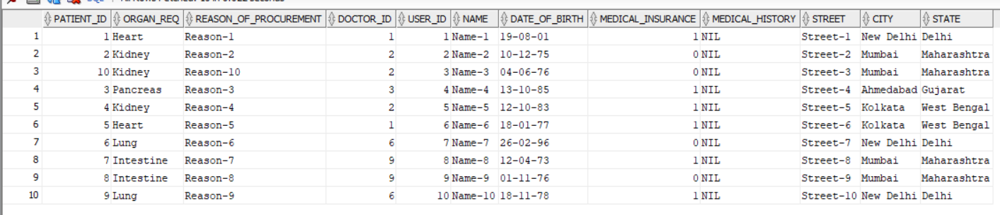 PATIENT_ID ORGAN_REQ REASON_OF_PROCUREMENT DOCTOR_ID USER_ID NAME DATE_OF_BIRTH MEDICAL_INSURANCE MEDICAL_HISTORY STREET CITY STATE
1 1 Heart Reason-1 1 1 Name-1 19-08-01 1 NIL Street-1 New Delhi Delhi
2 2 Kidney Reason-2 2 2 Name-2 10-12-75 0 NIL Street-2 Mumbai Maharashtra
3 10 Kidney Reason-10 2 3 Name-3 04-06-76 0 NIL Street-3 Mumbai Maharashtra
4 3 Pancreas Reason-3 3 4 Name-4 13-10-85 1 NIL Street-4 Ahmedabad Gujarat
5 4 Kidney Reason-4 2 5 Name-5 12-10-83 1 NIL Street-5 Kolkata West Bengal
6 5 Heart Reason-5 1 6 Name-6 18-01-77 1 NIL Street-6 Kolkata West Bengal
7 6 Lung Reason-6 6 7 Name-7 26-02-96 0 NIL Street-7 New Delhi Delhi
8 7 Intestine Reason-7 9 8 Name-8 12-04-73 1 NIL Street-8 Mumbai Maharashtra
9 8 Intestine Reason-8 9 9 Name-9 01-11-76 0 NIL Street-9 Mumbai Maharashtra
10 9 Lung Reason-9 6 10 Name-10 18-11-78 1 NIL Street-10 New Delhi Delhi